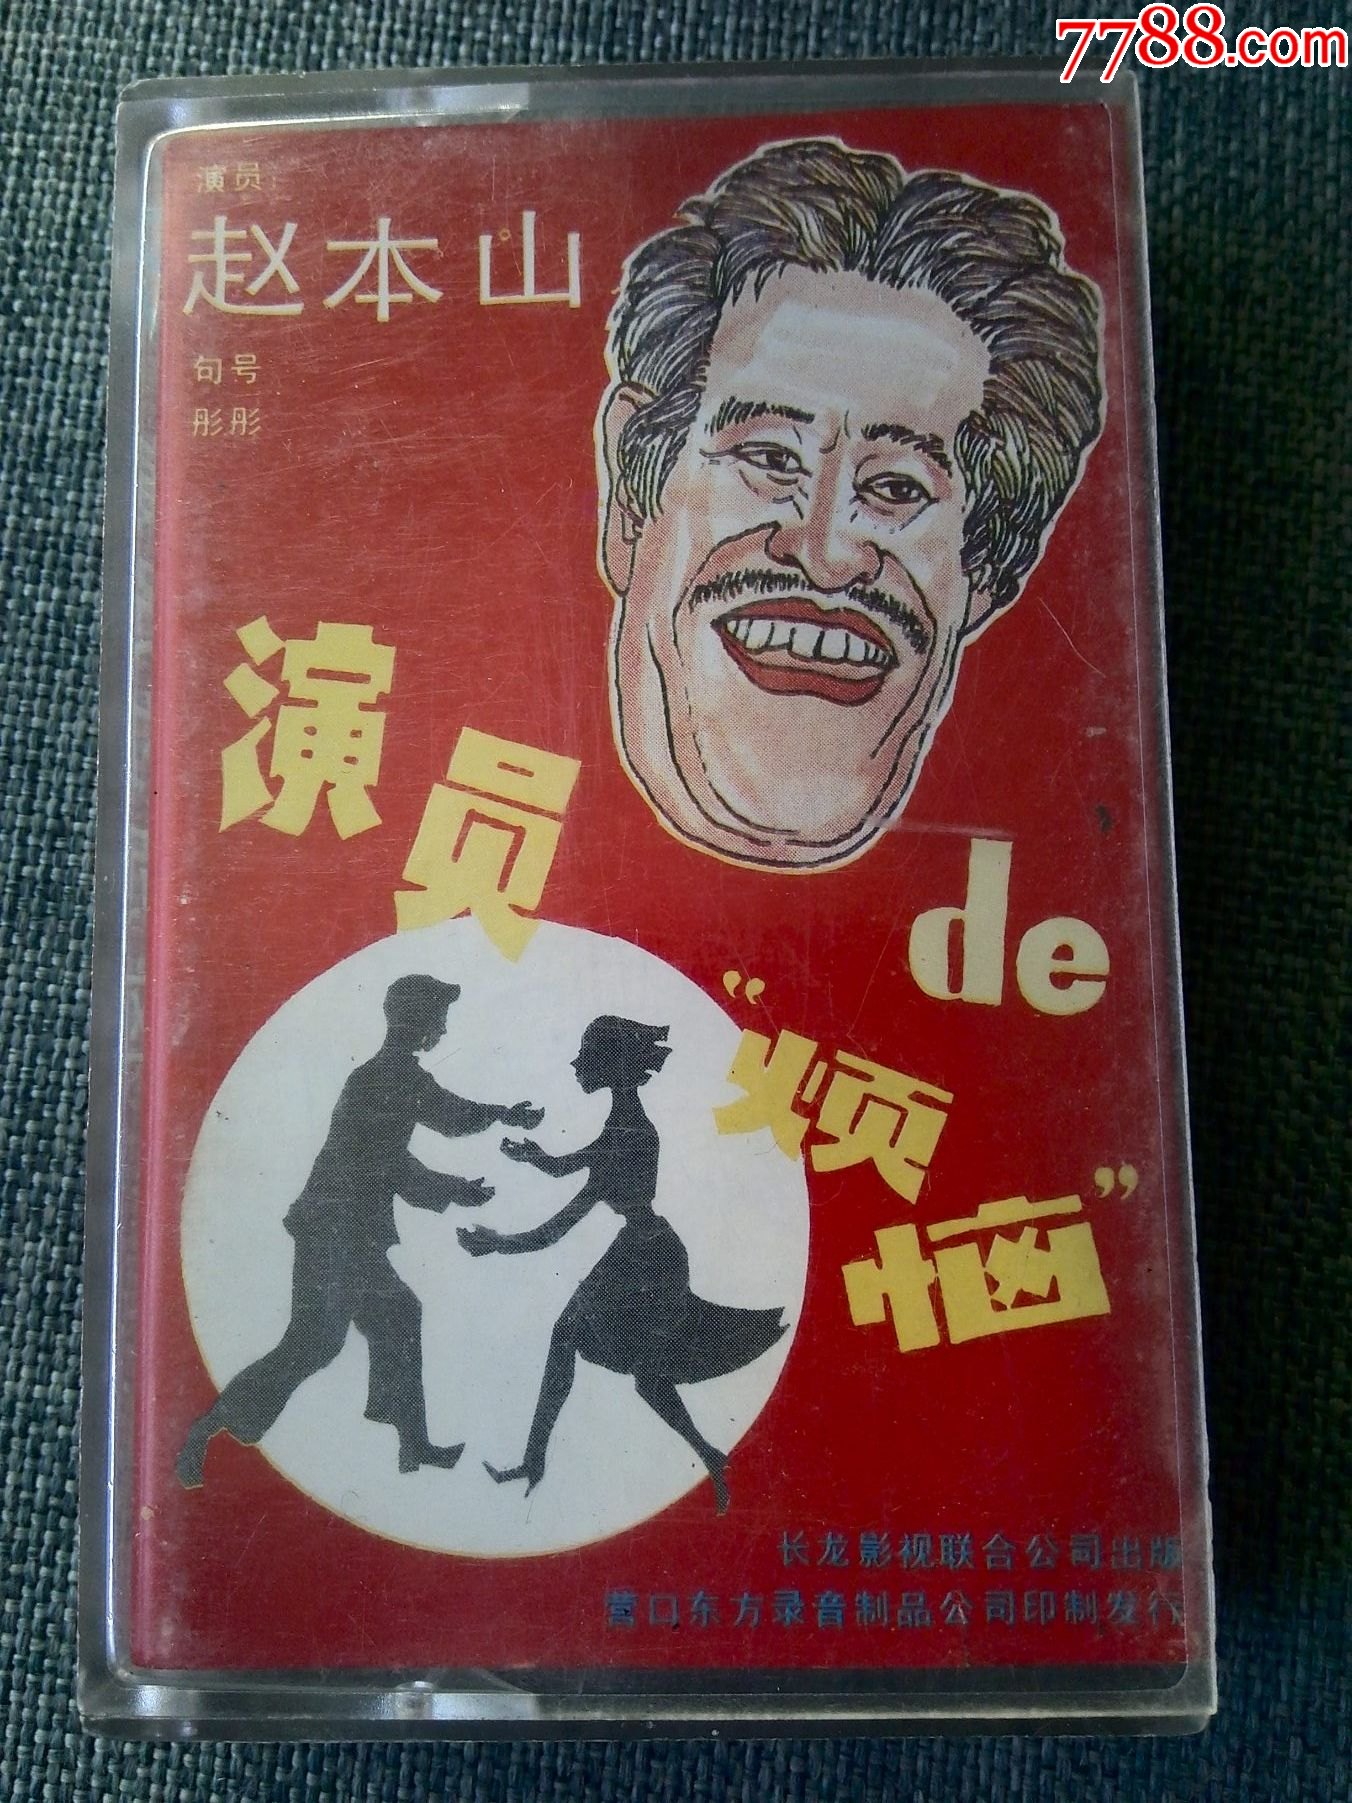 7788.com
演员
赵本山
句号
彤彤
演员
de
“烦
恼”
长龙影视联合公司出版
营口东方录音制品公司印制发行